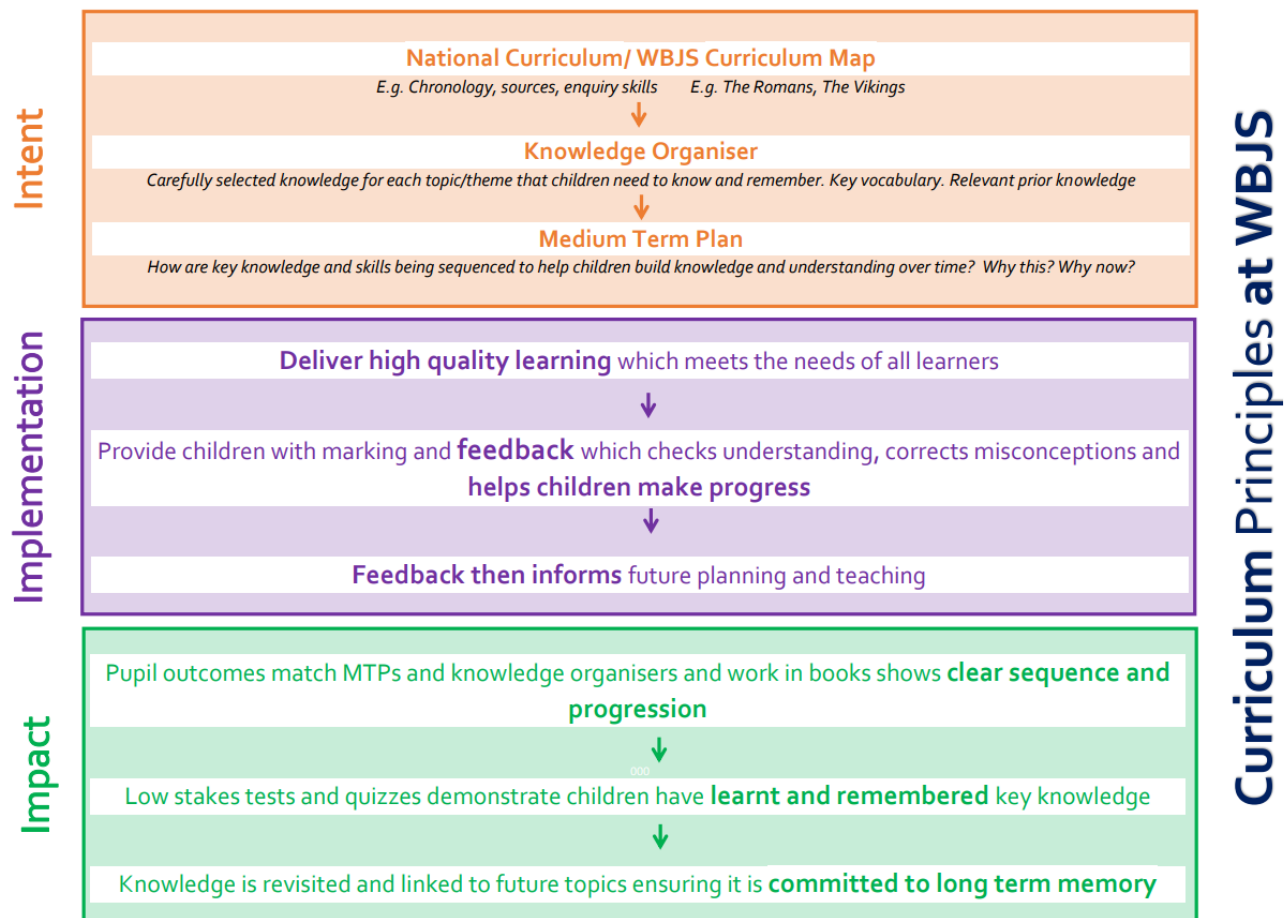 Intent
National Curriculum/ WBJS Curriculum Map
E.g. Chronology, sources, enquiry skills E.g. The Romans, The Vikings
Knowledge Organiser
Carefully selected knowledge for each topic/theme that children need to know and remember. Key vocabulary. Relevant prior knowledge
Medium Term Plan
How are key knowledge and skills being sequenced to help children build knowledge and understanding over time? Why this? Why now?
Implementation
Deliver high quality learning which meets the needs of all learners
Provide children with marking and feedback which checks understanding, corrects misconceptions and
helps children make progress
Feedback then informs future planning and teaching
Impact
Pupil outcomes match MTPs and knowledge organisers and work in books shows clear sequence and
progression
000
Low stakes tests and quizzes demonstrate children have learnt and remembered key knowledge
Knowledge is revisited and linked to future topics ensuring it is committed to long term memory
Curriculum Principles at WBJS